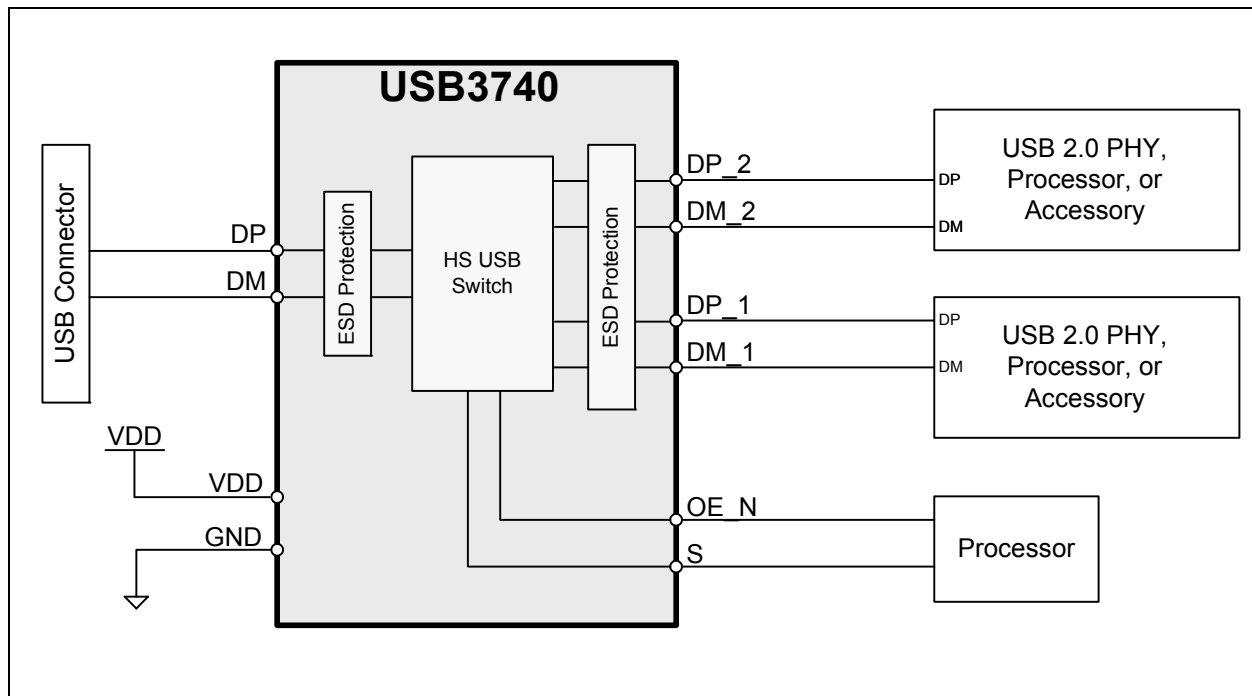 USB3740
USB Connector
DP
DM
ESD Protection
HS USB
Switch
ESD Protection
DP_2
DM_2
DP_1
DM_1
DP
DM
USB 2.0 PHY,
Processor, or
Accessory
DP
DM
USB 2.0 PHY,
Processor, or
Accessory
VDD
VDD
GND
OE_N
S
Processor